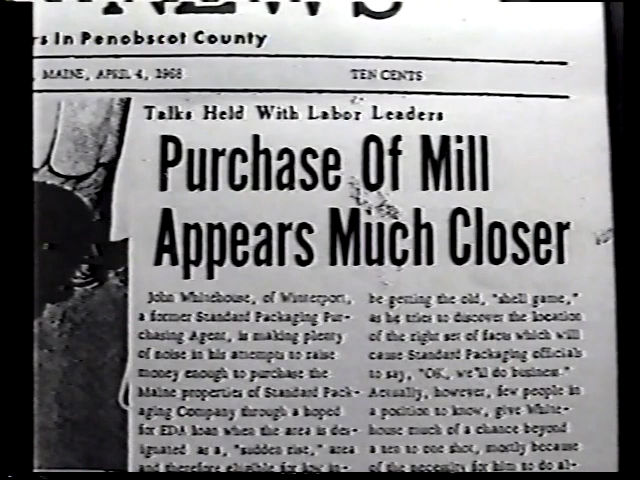 NEWS
rs In Penobscot County
, MAINE, APRIL 4, 1968 TEN CENTS
Talks Held With Labor Leaders
Purchase Of Mill
Appears Much Closer
John Whitehouse, of Winterport,
a former Standard Packaging Pur-
chasing Agent, is making plenty
of noise in his attempts to raise
money enough to purchase the
Maine properties of Standard Pack-
aging Company through a hoped
for EDA loan when the area is des-
ignated as a, "sudden rise," area
and therefore eligible for low in-
be getting the old, "shell game,"
as he tries to discover the location
of the right set of facts which will
cause Standard Packaging officials
to say, "OK, we'll do business."
Actually, however, few people in
a position to know, give White-
house much of a chance beyond
a ten to one shot, mostly because
of the necessity for him to do al-